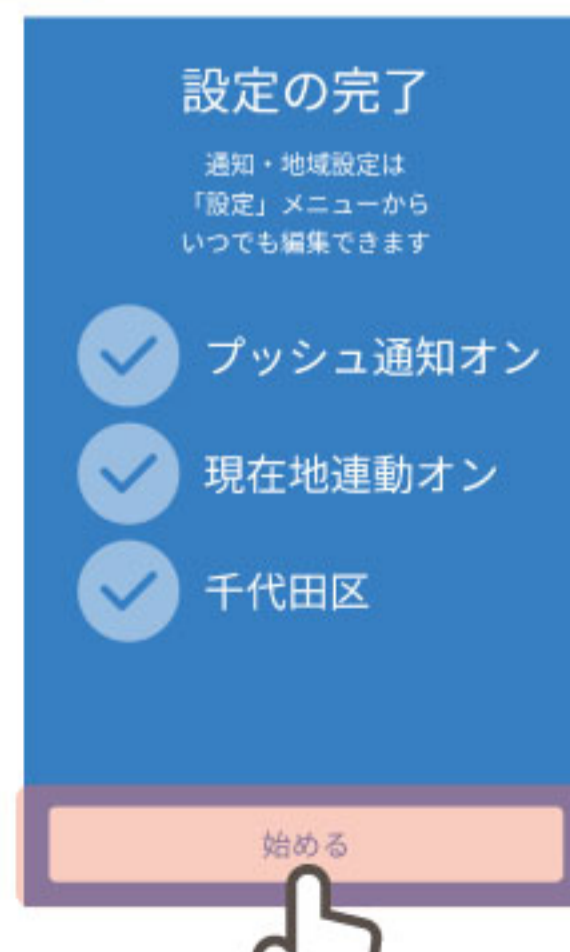 設定の完了
通知・地域設定は
「設定」メニューから
いつでも編集できます
プッシュ通知オン
現在地連動オン
千代田区
始める